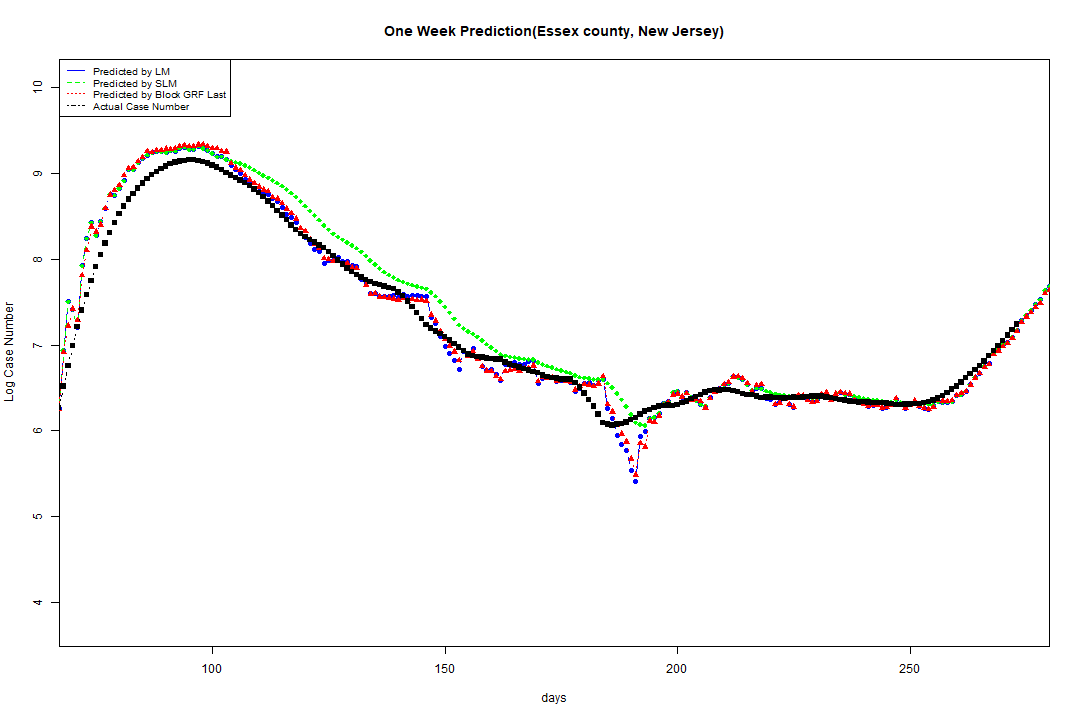 One Week Prediction(Essex county, New Jersey)
Predicted by LM
Predicted by SLM
Predicted by Block GRF Last
Actual Case Number
10
9
8
7
6
5
4
Log Case Number
100
150
200
250
days